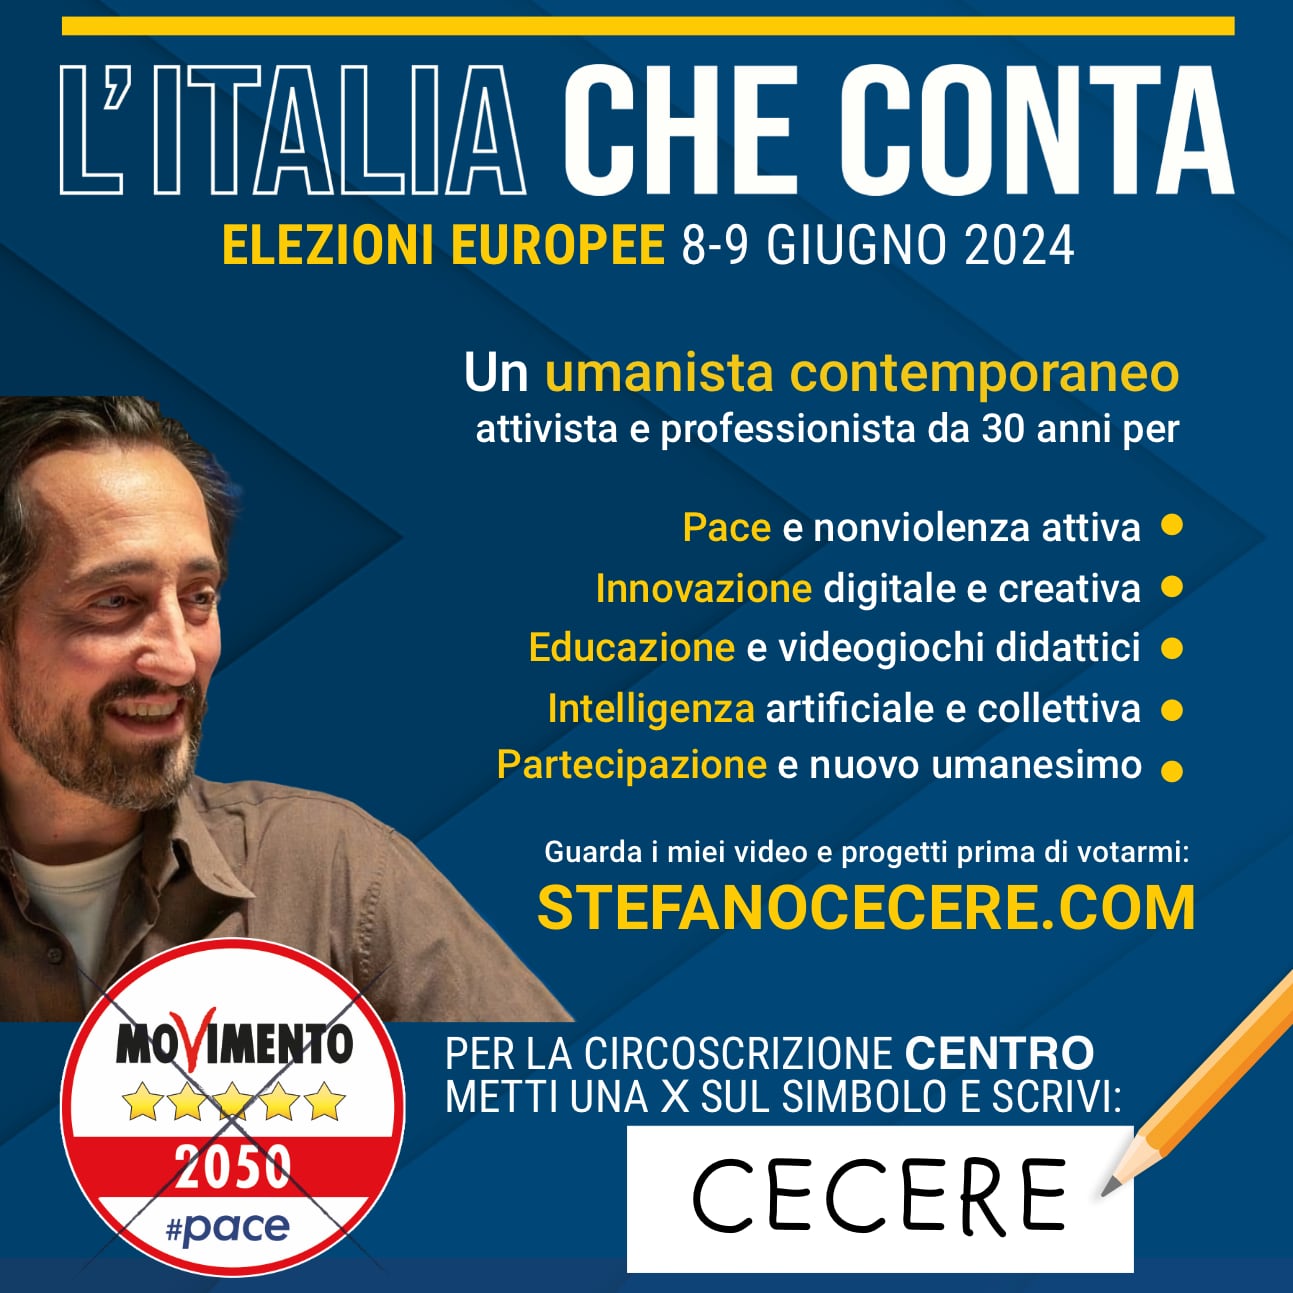 L'ITALIA CHE CONTA
ELEZIONI EUROPEE 8-9 GIUGNO 2024
Un umanista contemporaneo
attivista e professionista da 30 anni per
Pace e nonviolenza attiva
Innovazione digitale e creativa
Educazione e videogiochi didattici
Intelligenza artificiale e collettiva
Partecipazione e nuovo umanesimo
Guarda i miei video e progetti prima di votarmi:
STEFANOCECERE.COM
MOVIMENTO
2050
#pace
PER LA CIRCOSCRIZIONE CENTRO
METTI UNA X SUL SIMBOLO E SCRIVI:
CECERE